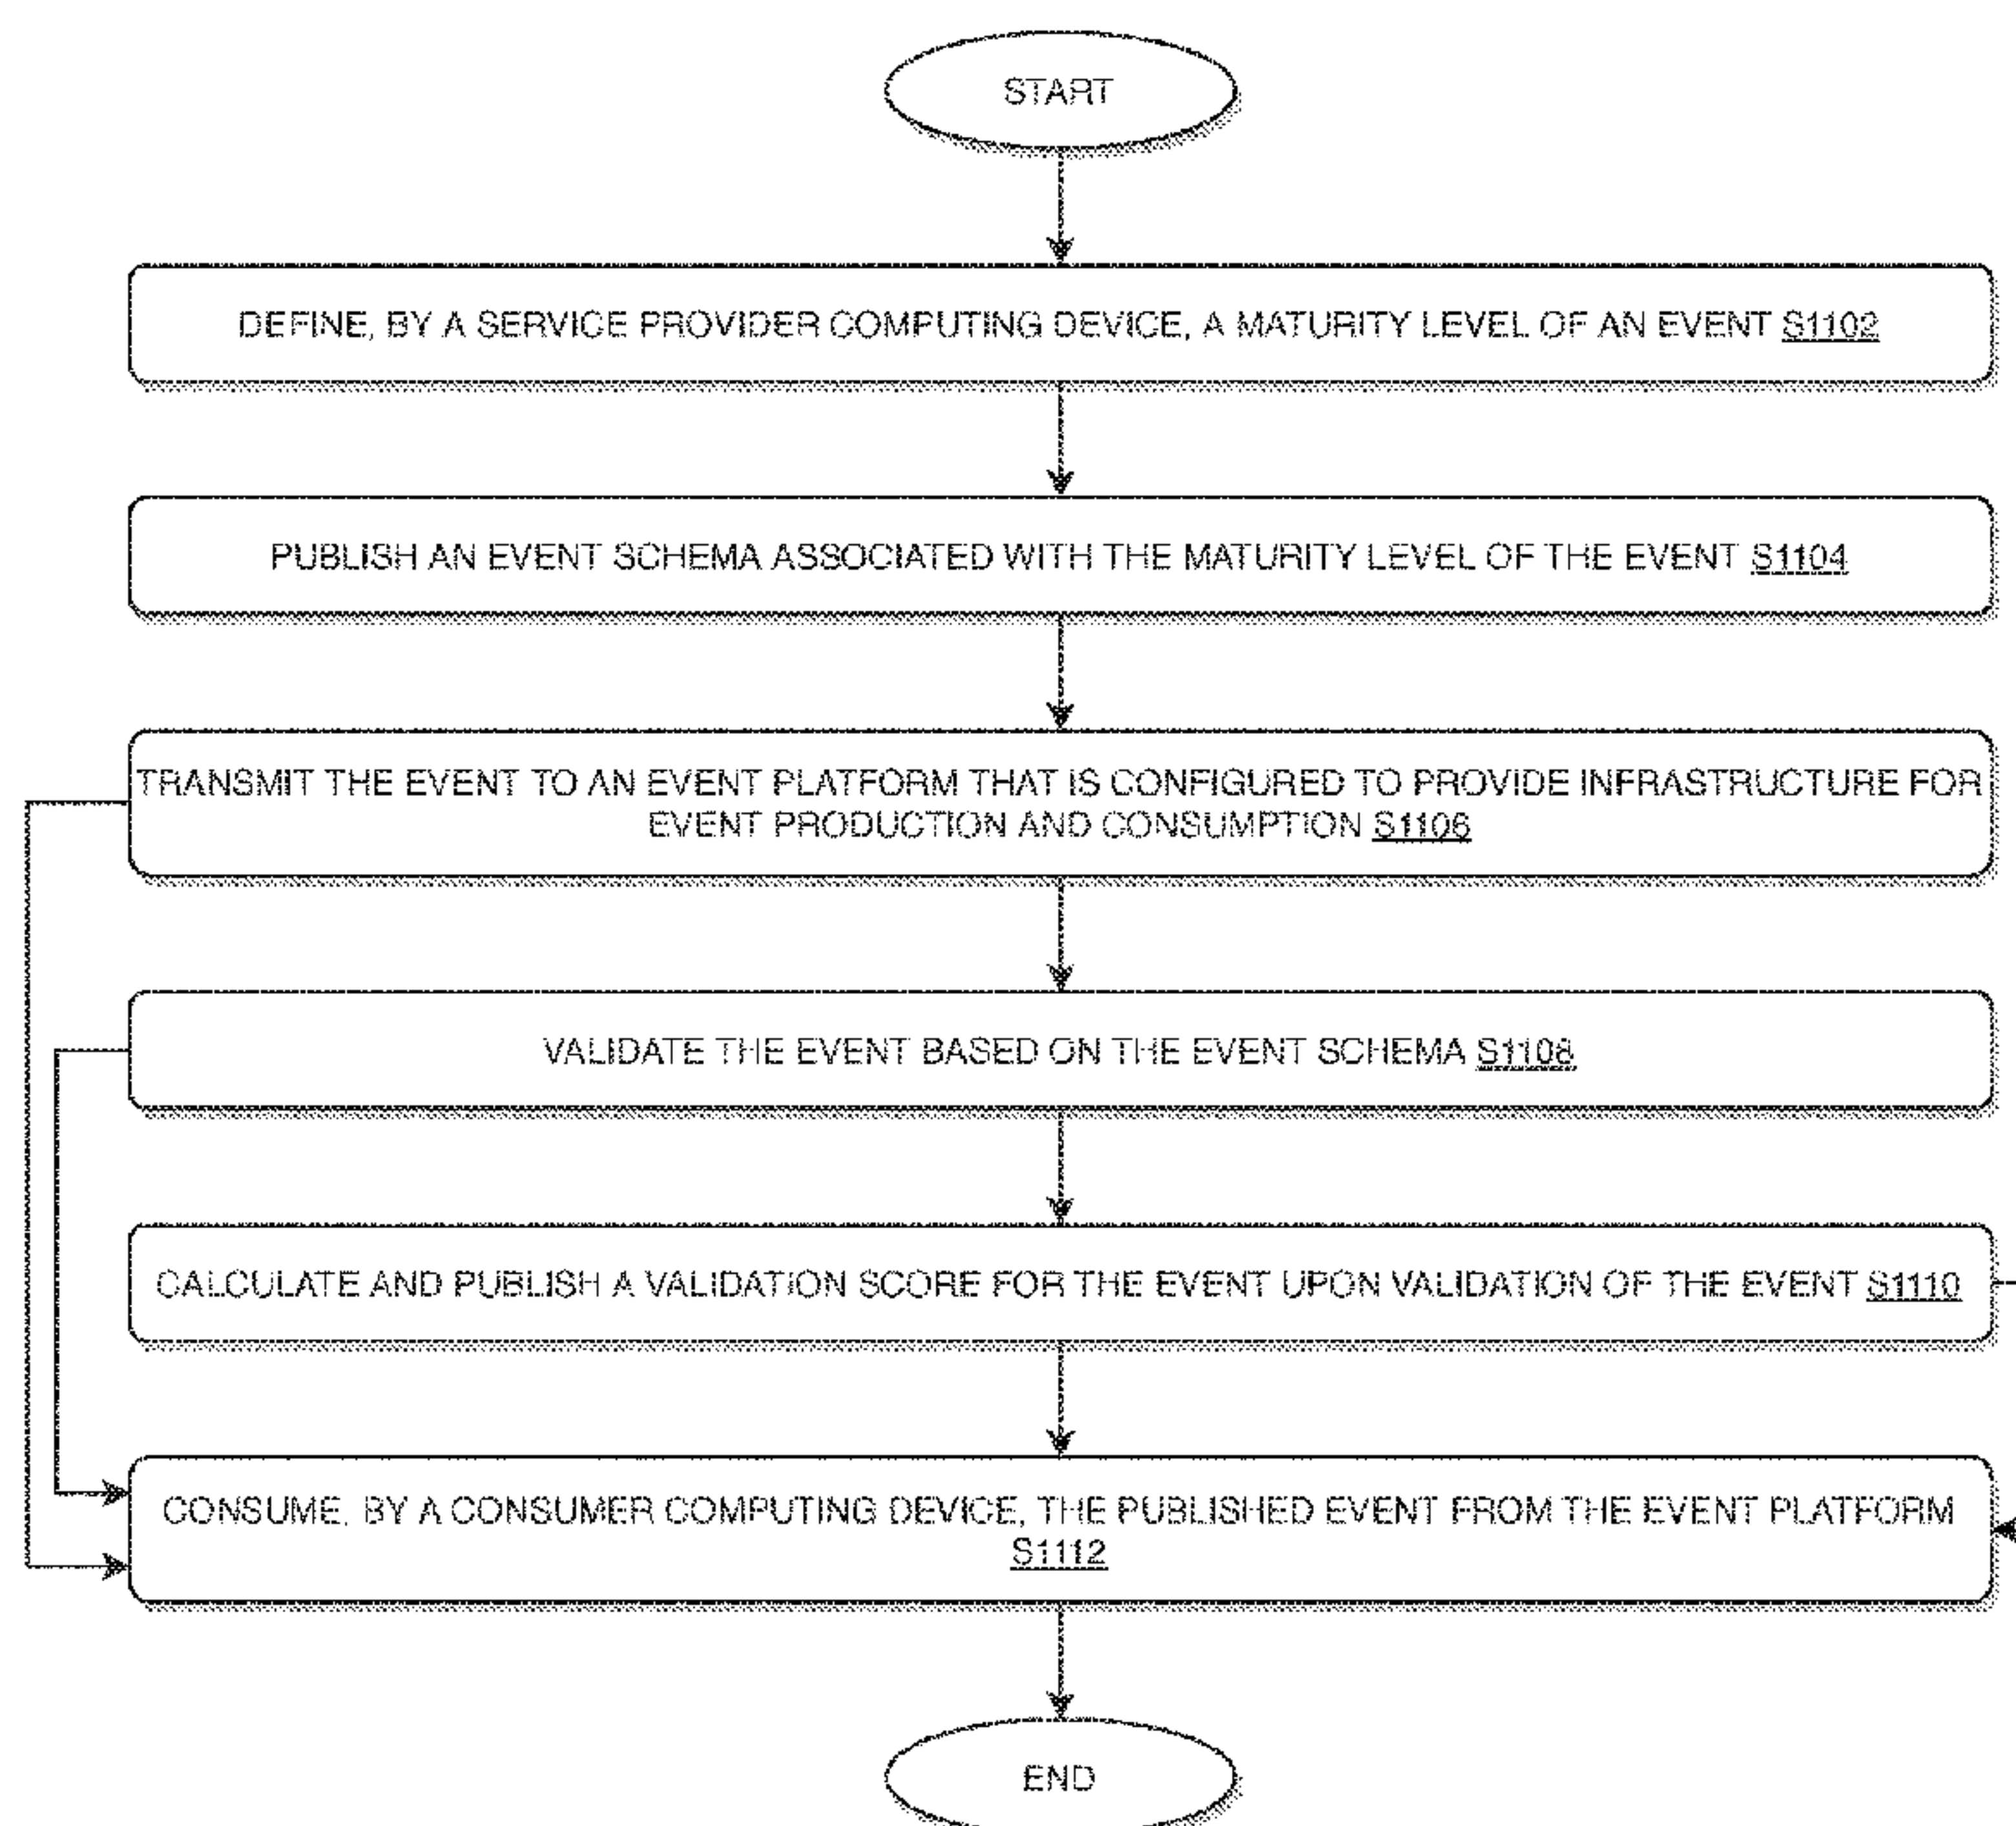 START
DEFINE, BY A SERVICE PROVIDER COMPUTING DEVICE, A MATURITY LEVEL OF AN EVENT S1102
PUBLISH AN EVENT SCHEMA ASSOCIATED WITH THE MATURITY LEVEL OF THE EVENT S1104
TRANSMIT THE EVENT TO AN EVENT PLATFORM THAT IS CONFIGURED TO PROVIDE INFRASTRUCTURE FOR
EVENT PRODUCTION AND CONSUMPTION S1106
VALIDATE THE EVENT BASED ON THE EVENT SCHEMA S1108
CALCULATE AND PUBLISH A VALIDATION SCORE FOR THE EVENT UPON VALIDATION OF THE EVENT S1110
CONSUME, BY A CONSUMER COMPUTING DEVICE, THE PUBLISHED EVENT FROM THE EVENT PLATFORM
S1112
END